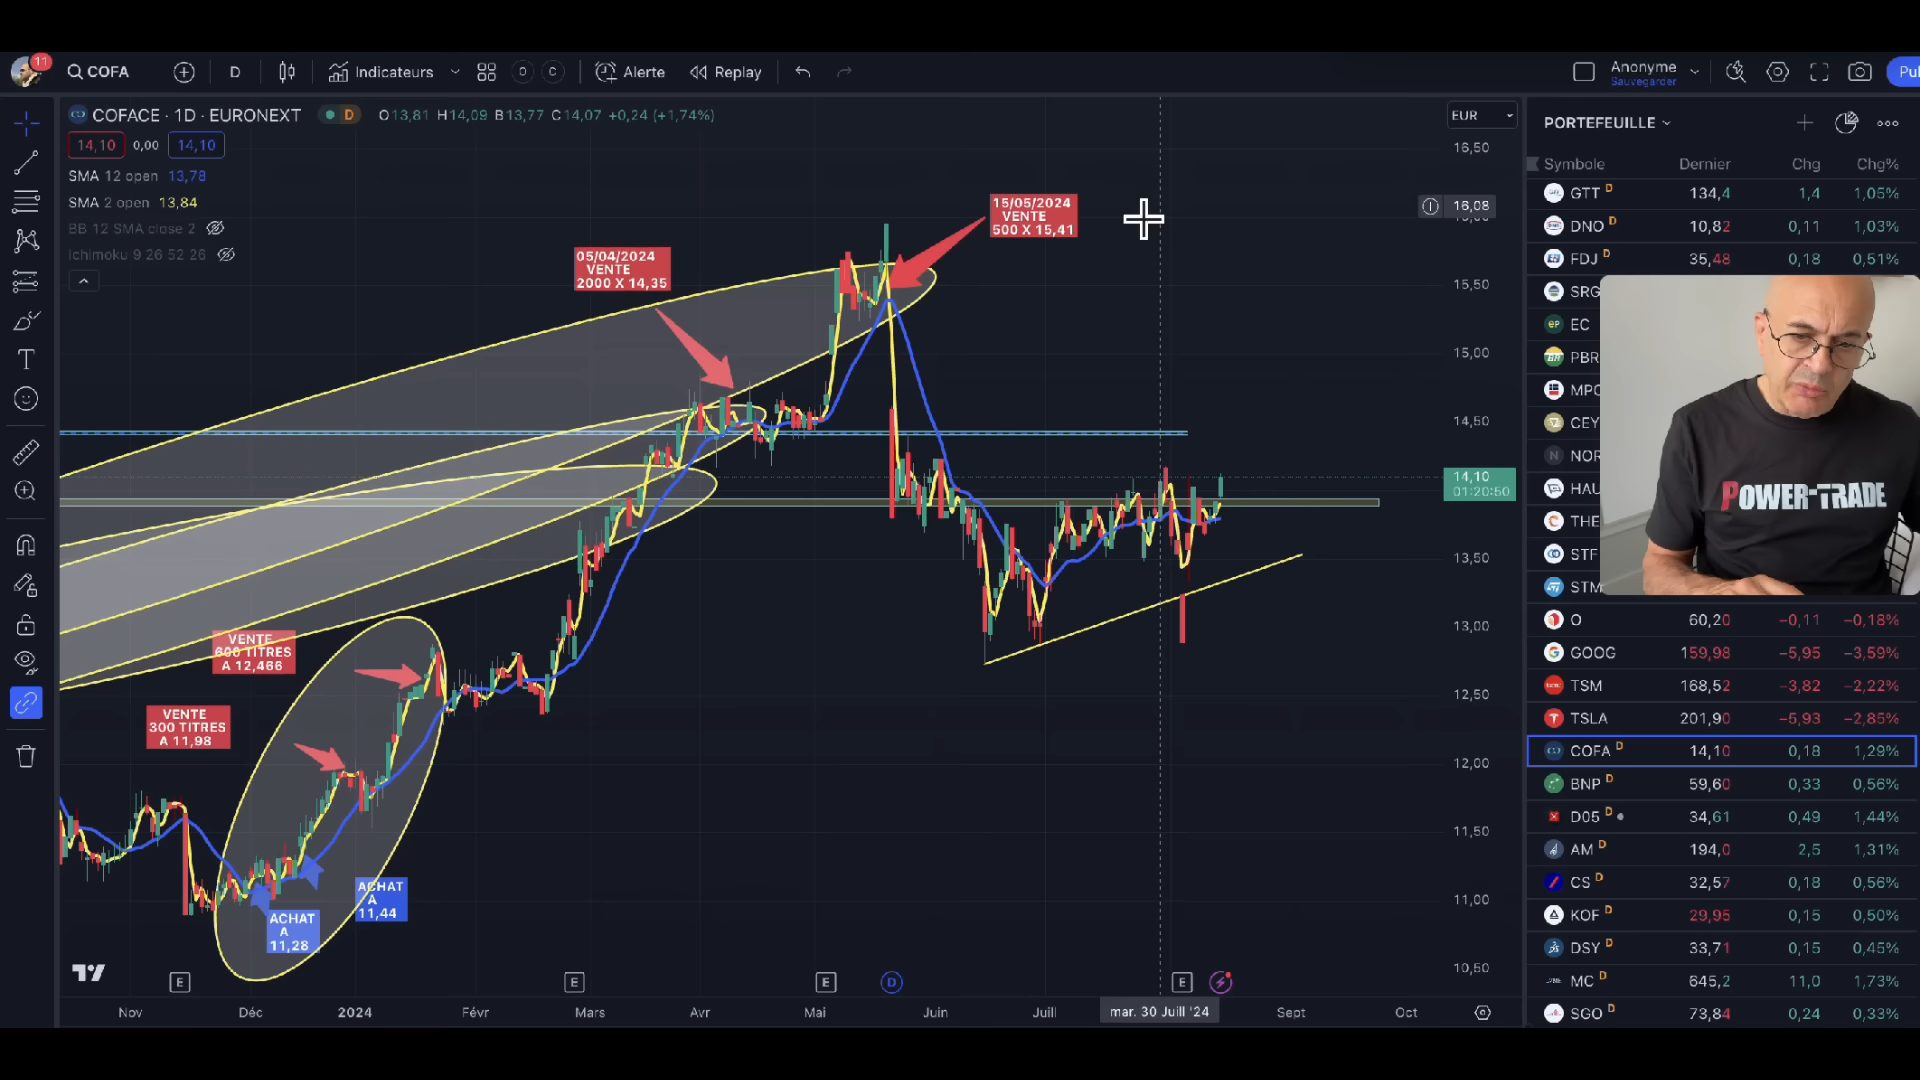 11
COFA
D
Indicateurs
Alerte
Replay
Anonyme
Sauvegarder
Pul
COFACE · 1D · EURONEXT
D
O13,81 H14,09 B13,77 C14,07 +0,24 (+1,74%)
14,10 0,00 14,10
SMA 12 open 13,78
SMA 2 open 13,84
BB 12 SMA close 2
Ichimoku 9 26 52 26
EUR
16,50
16,08
15,50
15,00
14,50
14,10
01:20:50
13,50
13,00
12,50
12,00
11,50
11,00
10,50
15/05/2024
VENTE
500 X 15,41
05/04/2024
VENTE
2000 X 14,35
VENTE
600 TITRES
A 12,466
VENTE
300 TITRES
A 11,98
ACHAT
A
11,44
ACHAT
A
11,28
E
E
E
D
E
Nov
Déc
2024
Févr
Mars
Avr
Mai
Juin
Juill
mar. 30 Juill '24
Sept
Oct
PORTEFEUILLE
Symbole Dernier Chg Chg%
GTT D 134,4 1,4 1,05%
DNO D 10,82 0,11 1,03%
FDJ D 35,48 0,18 0,51%
SRG
EC
PBR
MPC
CEY
NOR
HAU
THE
STF
STM
POWER-TRADE
O 60,20 −0,11 −0,18%
GOOG 159,98 −5,95 −3,59%
TSM 168,52 −3,82 −2,22%
TSLA 201,90 −5,93 −2,85%
COFA D 14,10 0,18 1,29%
BNP D 59,60 0,33 0,56%
D05 D 34,61 0,49 1,44%
AM D 194,0 2,5 1,31%
CS D 32,57 0,18 0,56%
KOF D 29,95 0,15 0,50%
DSY D 33,71 0,15 0,45%
MC D 645,2 11,0 1,73%
SGO D 73,84 0,24 0,33%